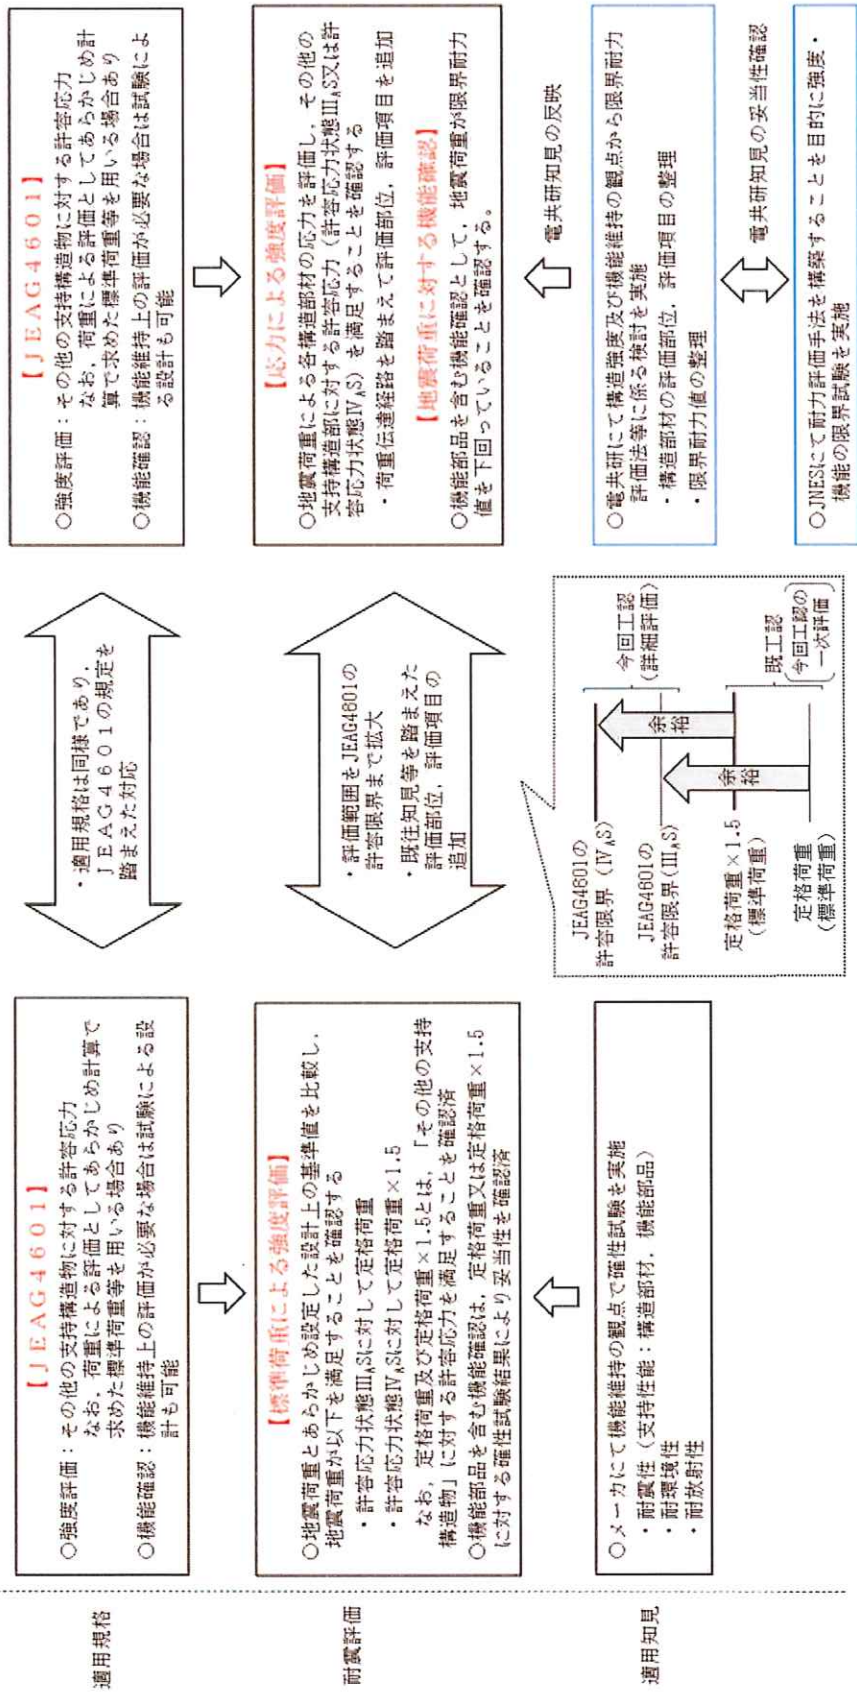 適用規格
【JEAG4601】
○強度評価：その他の支持構造物に対する許容応力
なお，荷重による評価としてあらかじめ計算で
求めた標準荷重等を用いる場合あり
○機能確認：機能維持上の評価が必要な場合は試験による設
計も可能
・適用規格は同様であり，
JEAG4601の規定を
踏まえた対応
【JEAG4601】
○強度評価：その他の支持構造物に対する許容応力
なお，荷重による評価としてあらかじめ計
算で求めた標準荷重等を用いる場合あり
○機能確認：機能維持上の評価が必要な場合は試験によ
る設計も可能
耐震評価
【標準荷重による強度評価】
○地震荷重とあらかじめ設定した設計上の基準値を比較し，
地震荷重が以下を満足することを確認する
・許容応力状態ⅢASに対して定格荷重
・許容応力状態ⅣASに対して定格荷重×1.5
なお，定格荷重及び定格荷重×1.5とは，「その他の支持
構造物」に対する許容応力を満足することを確認済
○機能部品を含む機能確認は，定格荷重又は定格荷重×1.5
に対する確性試験結果により妥当性を確認済
・評価範囲をJEAG4601の
許容限界まで拡大
・既往知見等を踏まえた
評価部位，評価項目の
追加
【応力による強度評価】
○地震荷重による各構造部材の応力を評価し，その他の
支持構造部に対する許容応力（許容応力状態ⅢAS又は許
容応力状態ⅣAS）を満足することを確認する
・荷重伝達経路を踏まえて評価部位，評価項目を追加
【地震荷重に対する機能確認】
○機能部品を含む機能確認として，地震荷重が限界耐力
値を下回っていることを確認する。
適用知見
○メーカにて機能維持の観点で確性試験を実施
・耐震性（支持性能：構造部材，機能部品）
・耐環境性
・耐放射性
JEAG4601の
許容限界（ⅣAS）
JEAG4601の
許容限界(ⅢAS)
定格荷重×1.5
(標準荷重)
定格荷重
(標準荷重)
余裕
余裕
今回工認
(詳細評価)
既工認
(今回工認の
一次評価)
電共研知見の反映
○電共研にて構造強度及び機能維持の観点から限界耐力
評価法等に係る検討を実施
・構造部材の評価部位，評価項目の整理
・限界耐力値の整理
電共研知見の妥当性確認
○JNESにて耐力評価手法を構築することを目的に強度・
機能の限界試験を実施